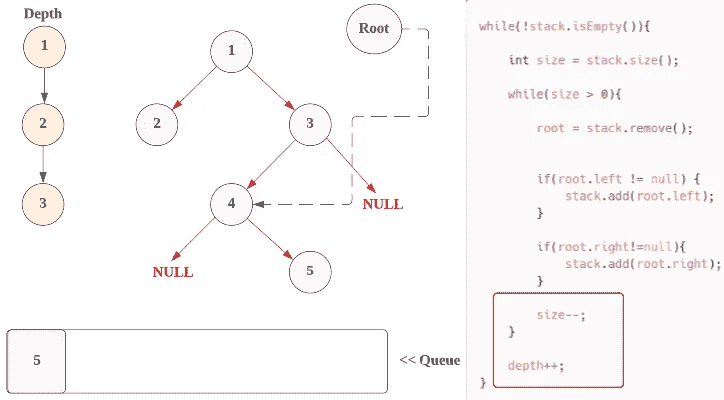 Depth
1
2
3
Root
1
2
3
4
NULL
NULL
5
5
<< Queue
while(!stack.isEmpty()){
int size = stack.size();
while(size > 0){
root = stack.remove();
if(root.left != null) {
stack.add(root.left);
}
if(root.right!=null){
stack.add(root.right);
}
size--;
}
depth++;
}